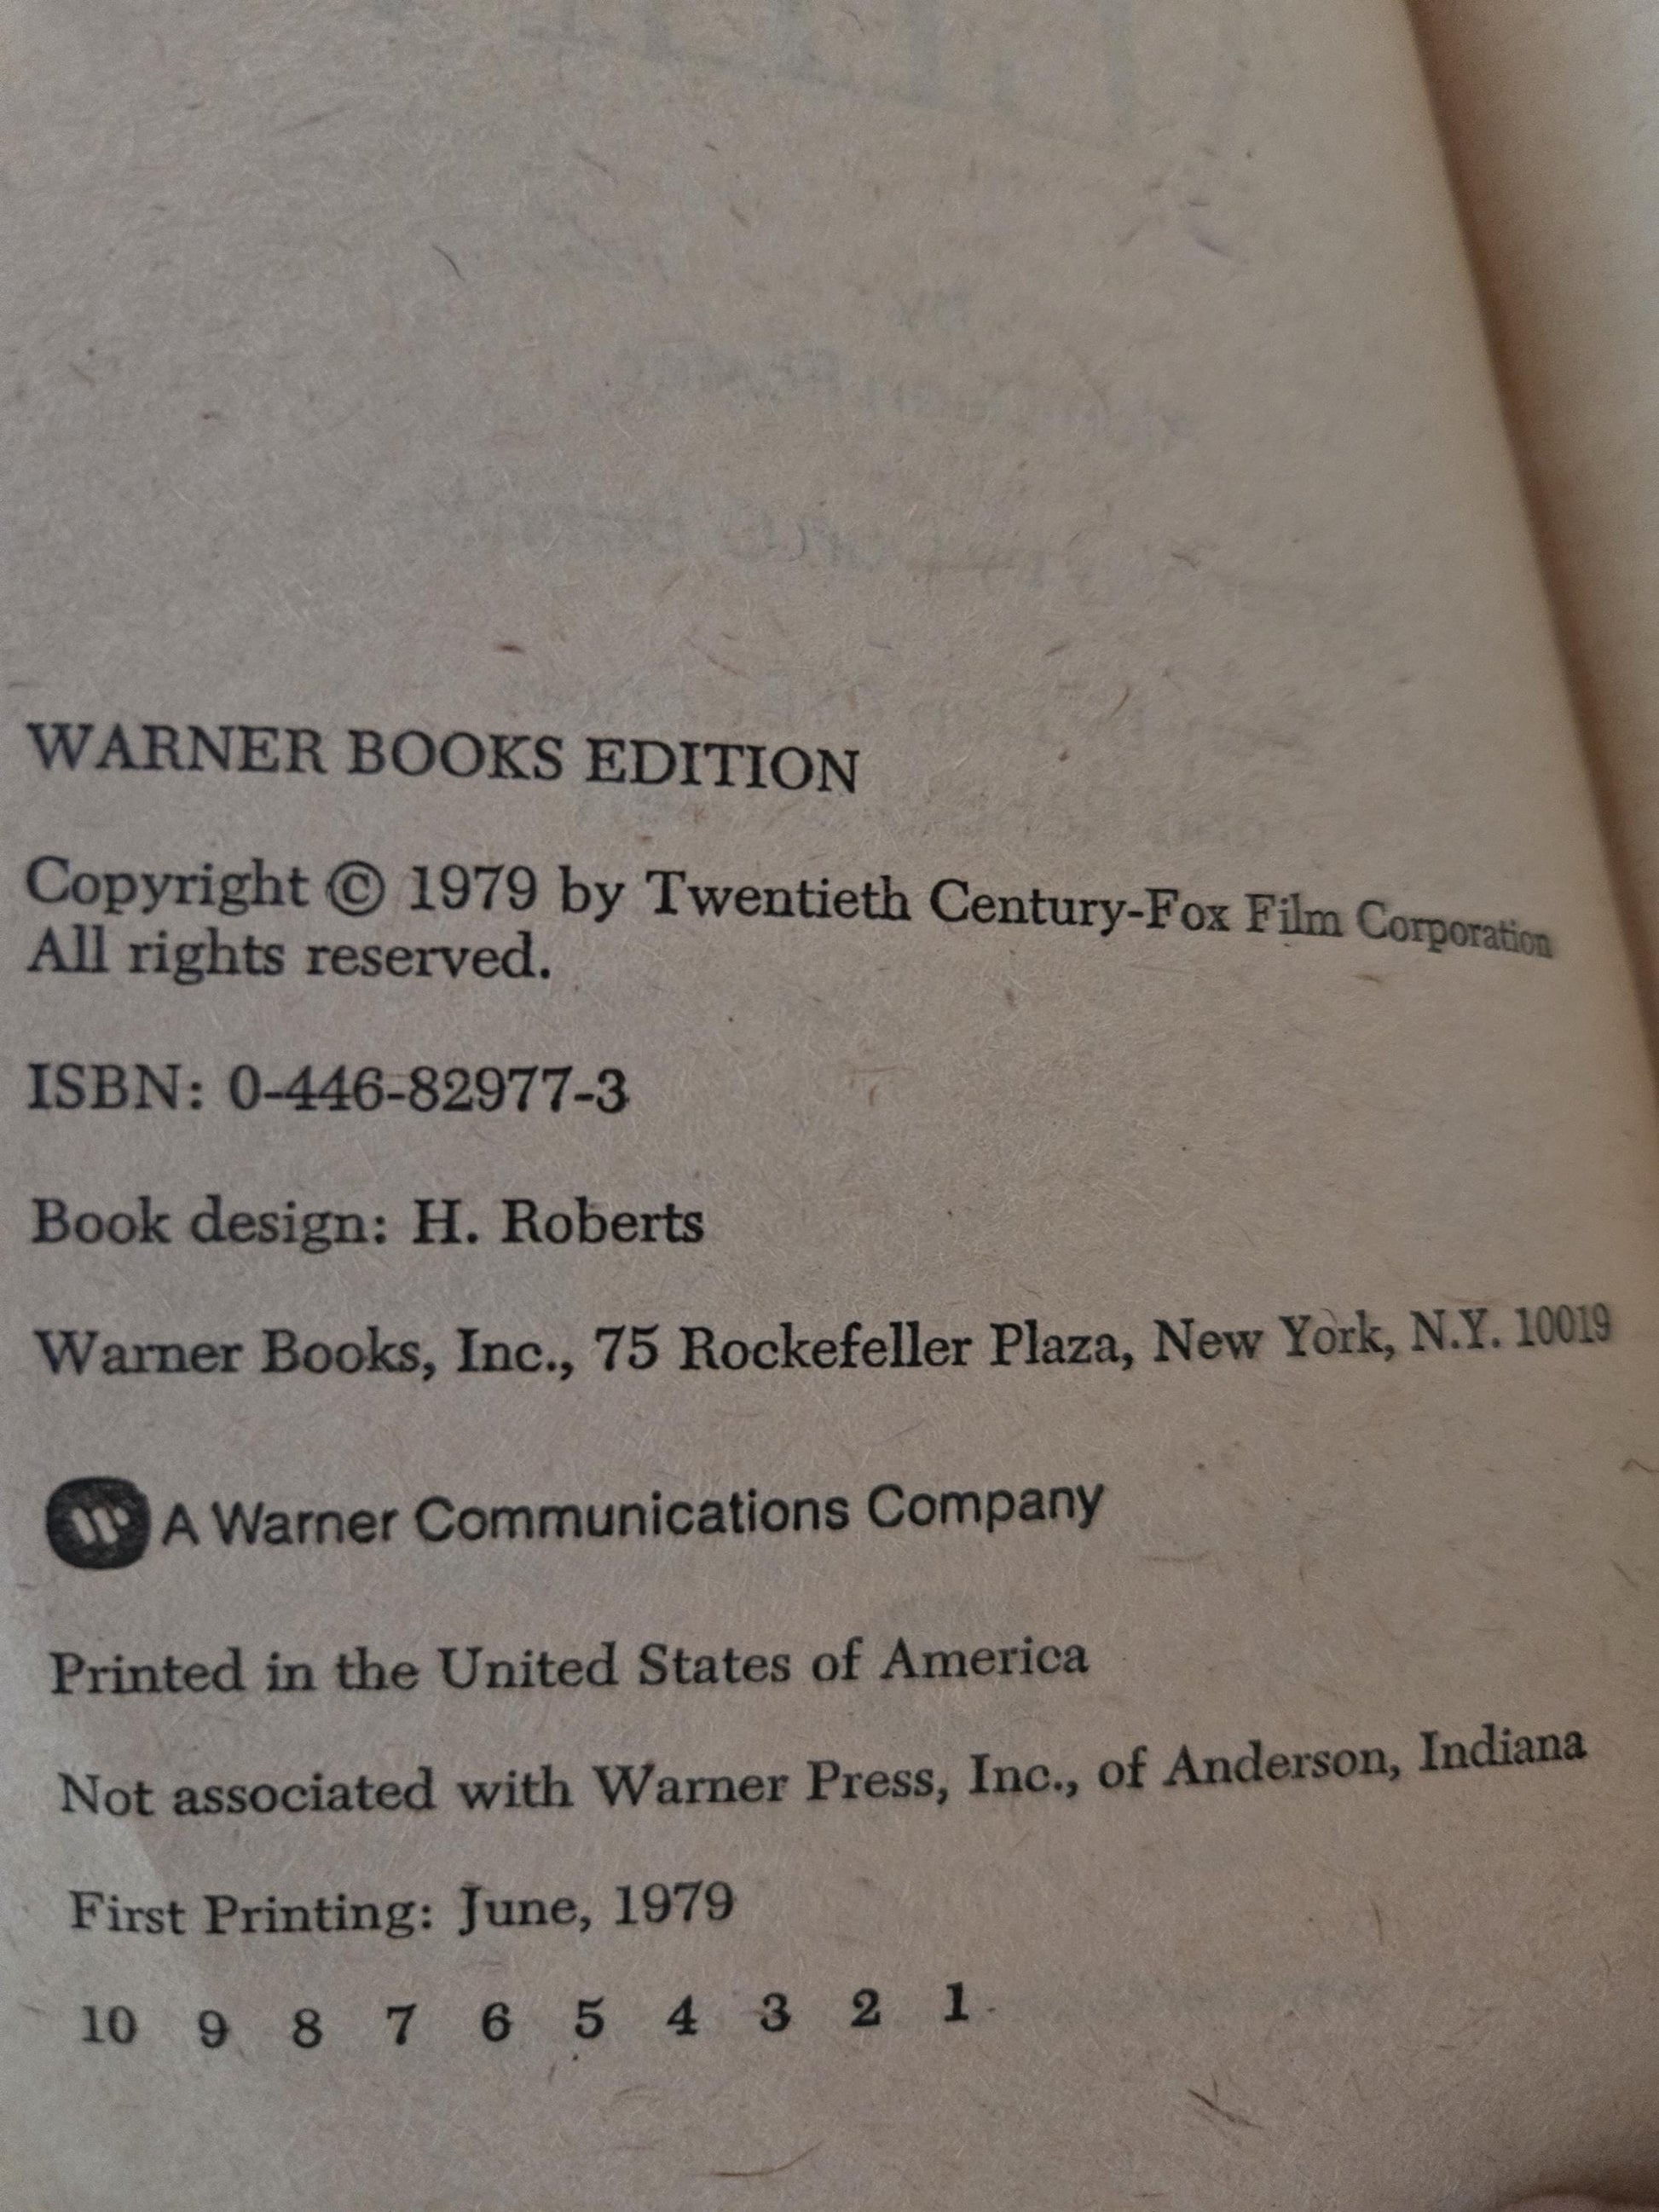 WARNER BOOKS EDITION
Copyright © 1979 by Twentieth Century-Fox Film Corporation
All rights reserved.
ISBN: 0-446-82977-3
Book design: H. Roberts
Warner Books, Inc., 75 Rockefeller Plaza, New York, N.Y. 10019
W A Warner Communications Company
Printed in the United States of America
Not associated with Warner Press, Inc., of Anderson, Indiana
First Printing: June, 1979
10 9 8 7 6 5 4 3 2 1